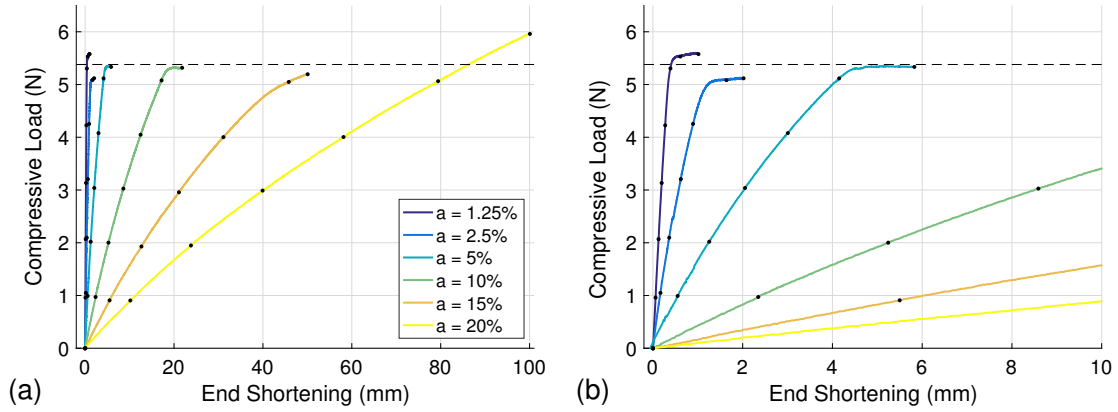 6
5
4
3
2
1
0
Compressive Load (N)
0 20 40 60 80 100
End Shortening (mm)
a = 1.25%
a = 2.5%
a = 5%
a = 10%
a = 15%
a = 20%
(a)
6
5
4
3
2
1
0
Compressive Load (N)
0 2 4 6 8 10
End Shortening (mm)
(b)